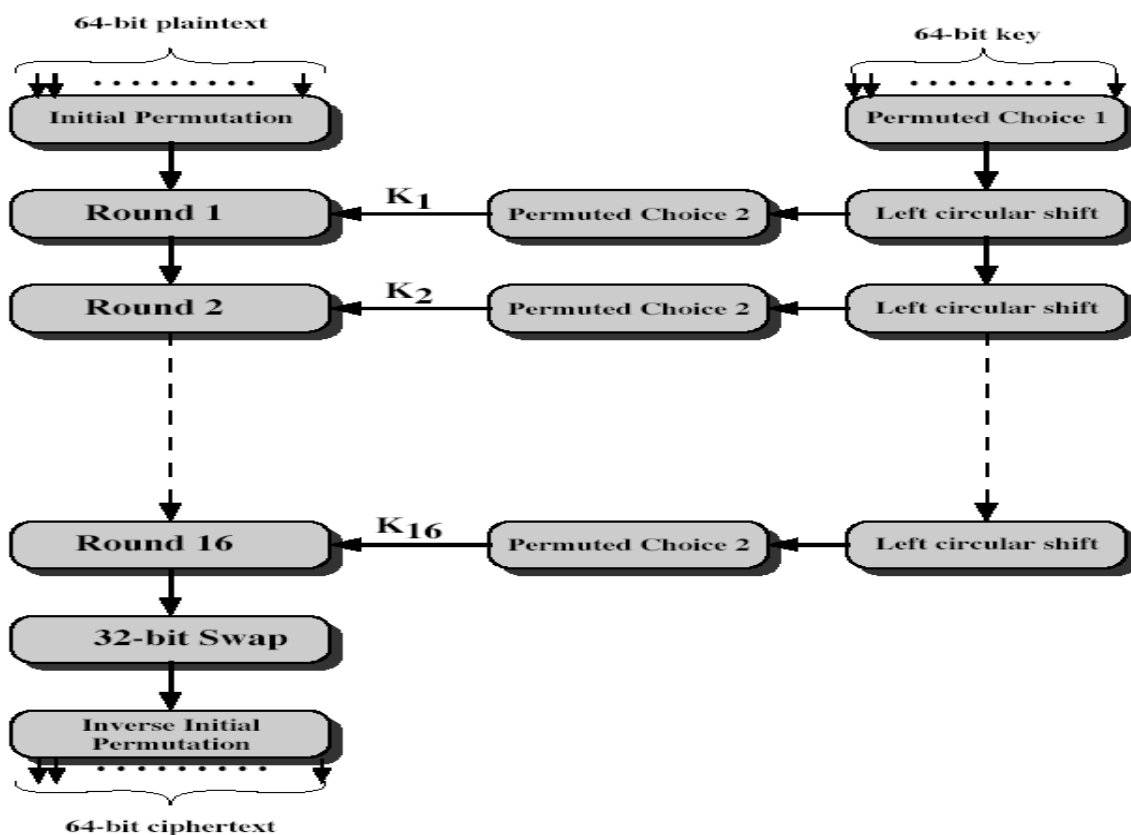 64-bit plaintext
64-bit key
Initial Permutation
Permuted Choice 1
Round 1
K1
Permuted Choice 2
Left circular shift
Round 2
K2
Permuted Choice 2
Left circular shift
Round 16
K16
Permuted Choice 2
Left circular shift
32-bit Swap
Inverse Initial
Permutation
64-bit ciphertext